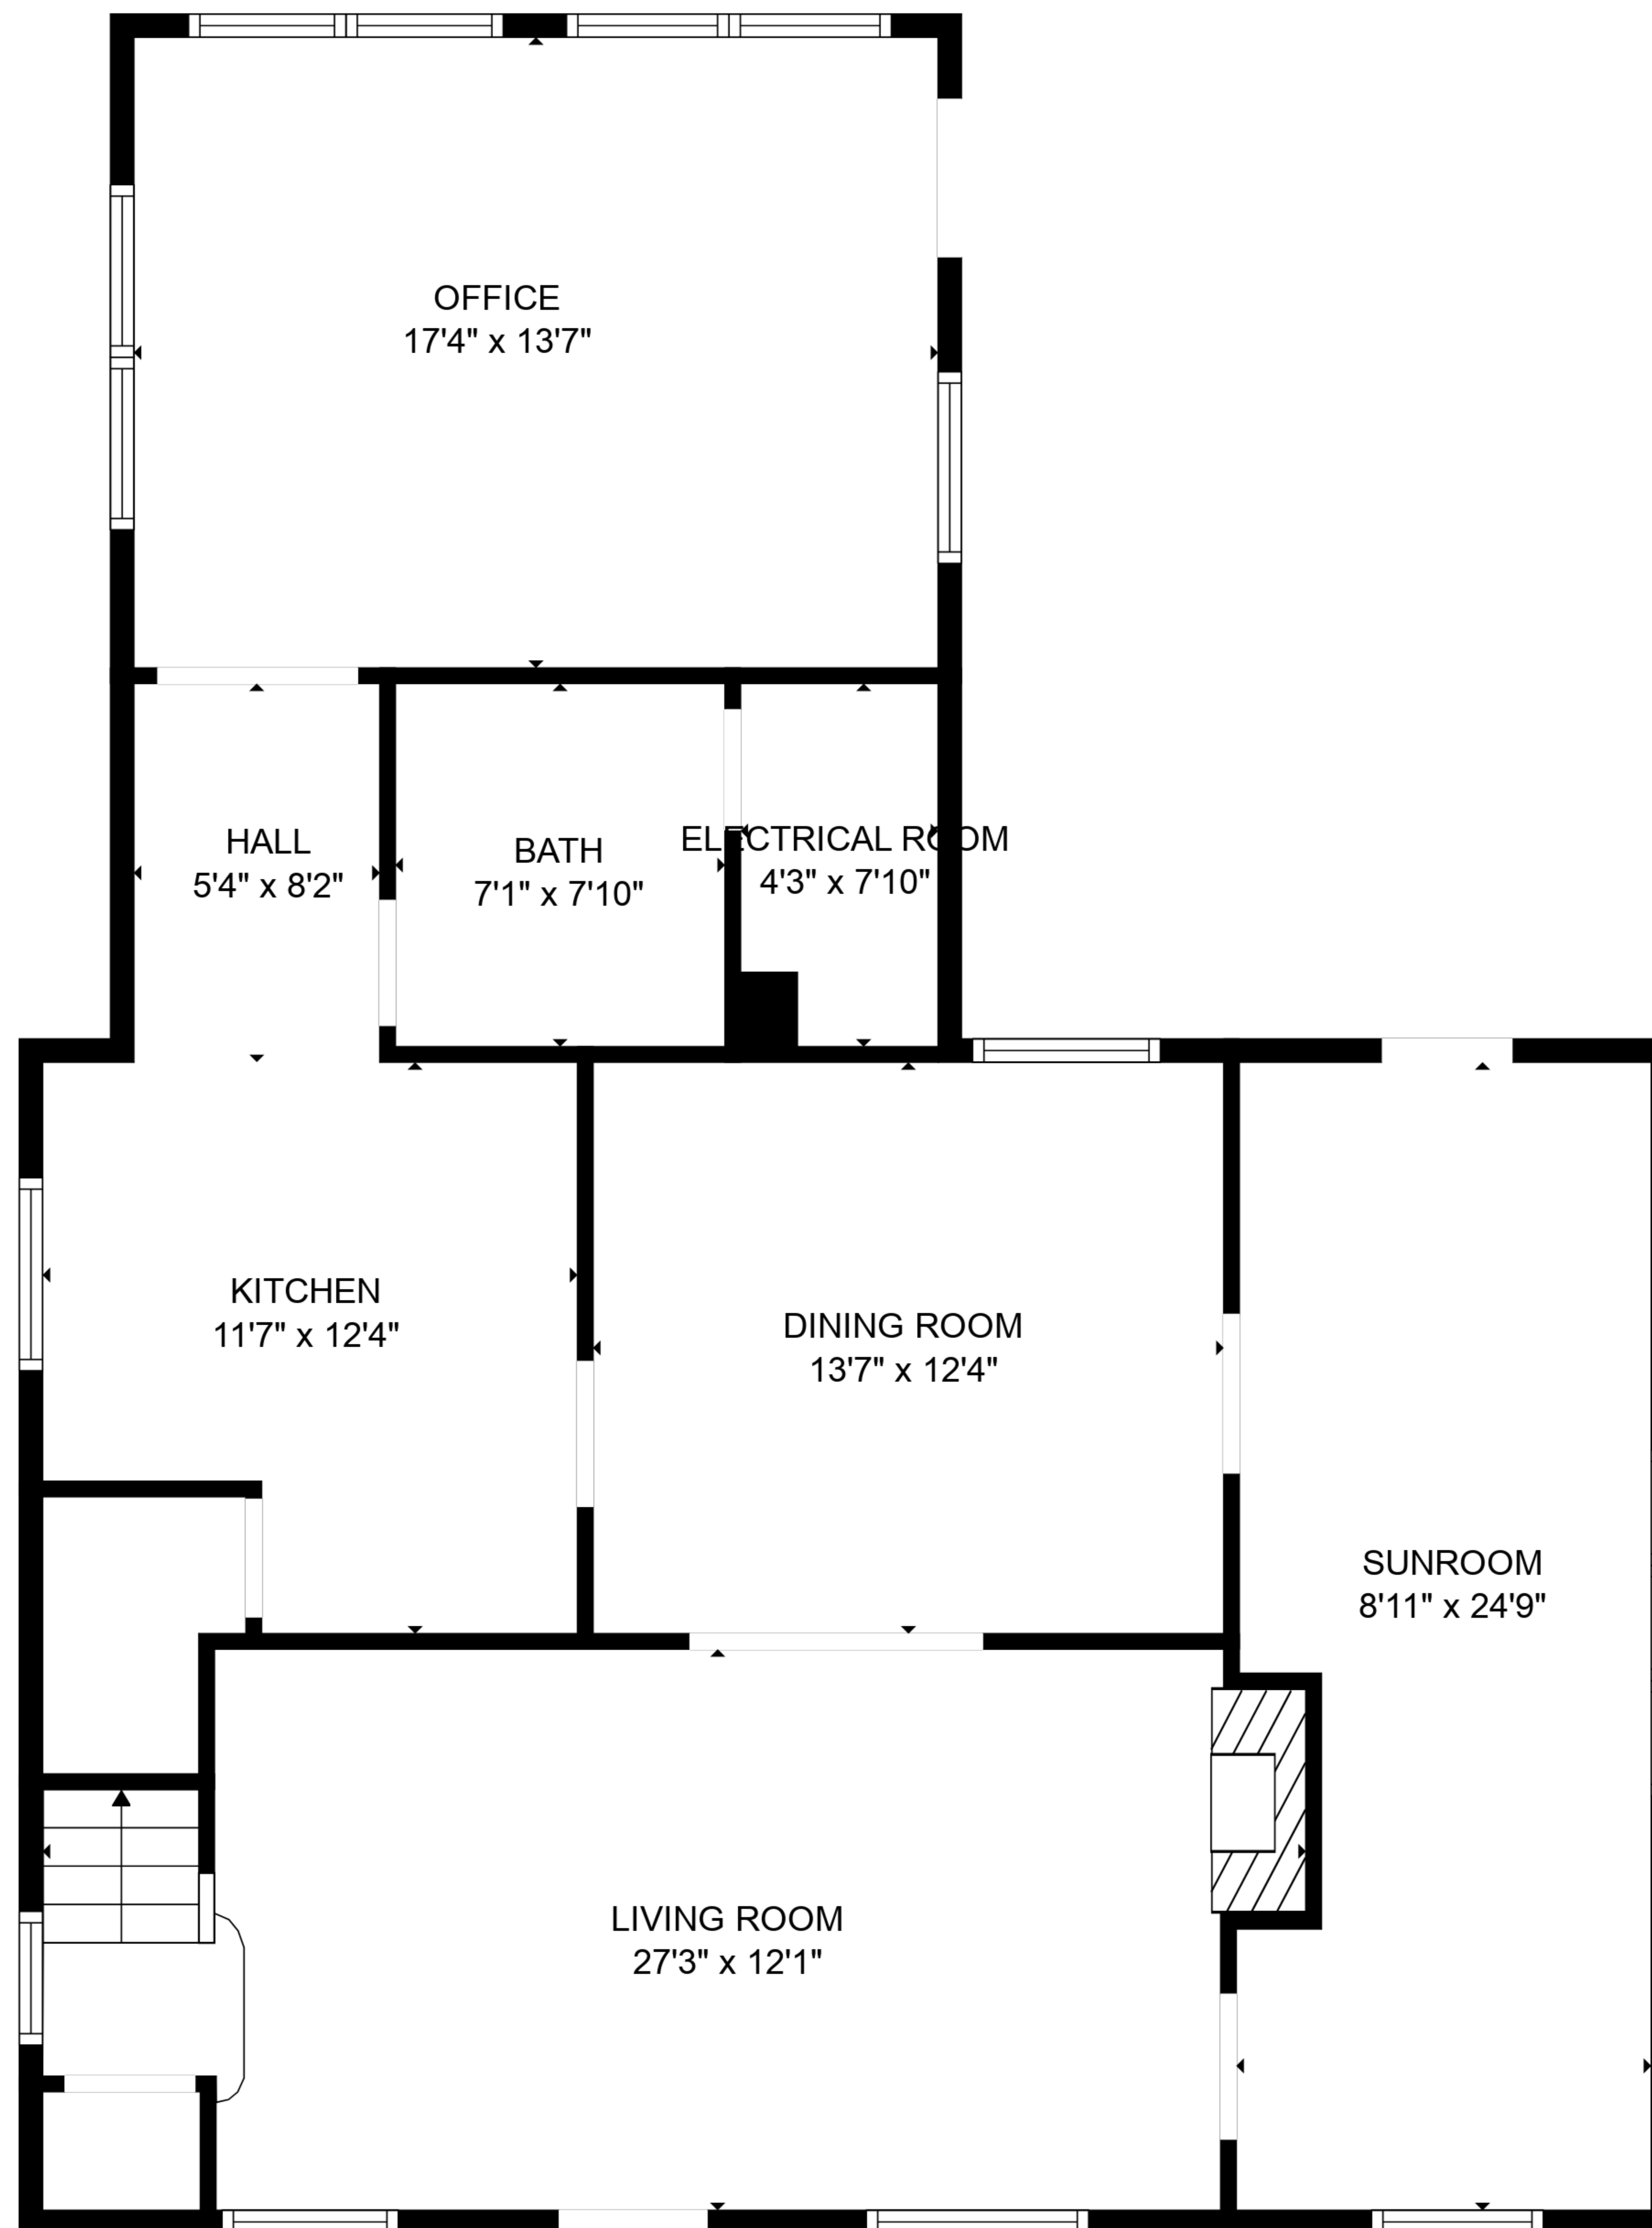 OFFICE
17'4" x 13'7"
HALL
5'4" x 8'2"
BATH
7'1" x 7'10"
ELECTRICAL ROOM
4'3" x 7'10"
KITCHEN
11'7" x 12'4"
DINING ROOM
13'7" x 12'4"
SUNROOM
8'11" x 24'9"
LIVING ROOM
27'3" x 12'1"